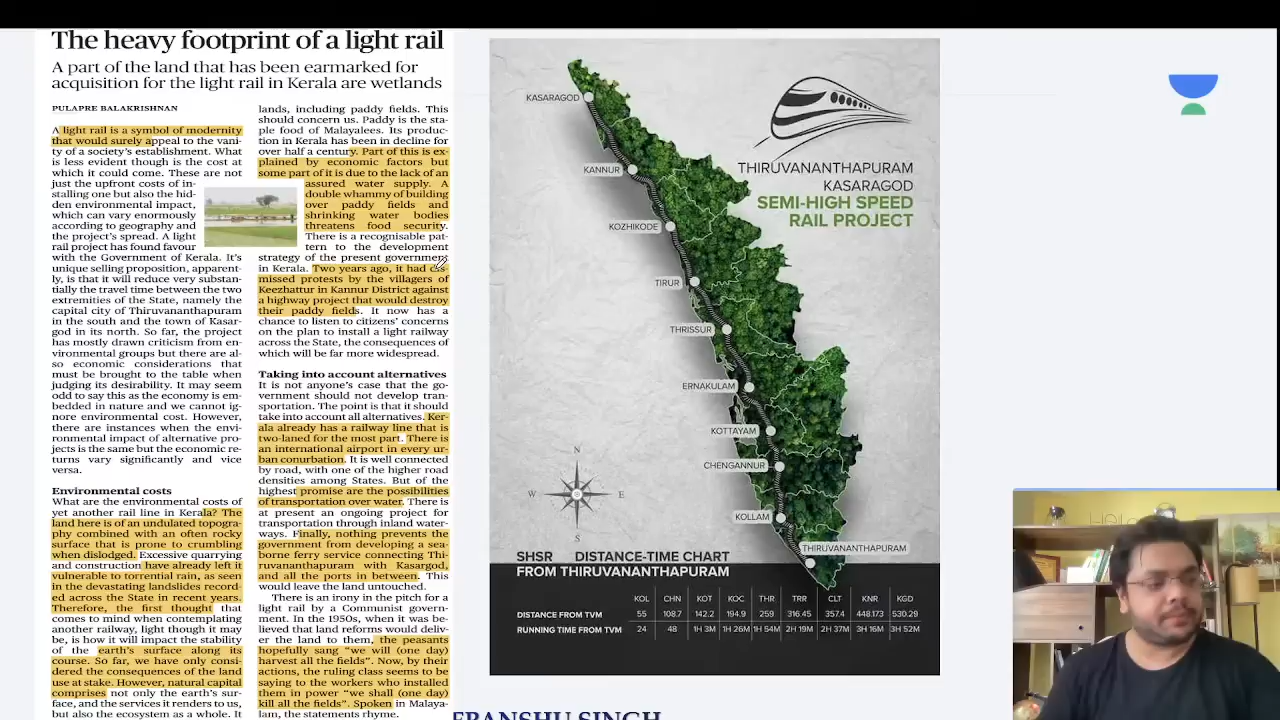 The heavy footprint of a light rail
A part of the land that has been earmarked for
acquisition for the light rail in Kerala are wetlands
PULAPRE BALAKRISHNAN
A light rail is a symbol of modernity
that would surely appeal to the vani-
ty of a society's establishment. What
is less evident though is the cost at
which it could come. These are not
just the upfront costs of in-
stalling one but also the hid-
den environmental impact,
which can vary enormously
according to geography and
the project's spread. A light
rail project has found favour
with the Government of Kerala. It's
unique selling proposition, apparent-
ly, is that it will reduce very substan-
tially the travel time between the two
extremities of the State, namely the
capital city of Thiruvananthapuram
in the south and the town of Kasar-
god in its north. So far, the project
has mostly drawn criticism from en-
vironmental groups but there are al-
so economic considerations that
must be brought to the table when
judging its desirability. It may seem
odd to say this as the economy is em-
bedded in nature and we cannot ig-
nore environmental cost. However,
there are instances when the envi-
ronmental impact of alternative pro-
jects is the same but the economic re-
turns vary significantly and vice
versa.
Environmental costs
What are the environmental costs of
yet another rail line in Kerala? The
land here is of an undulated topogra-
phy combined with an often rocky
surface that is prone to crumbling
when dislodged. Excessive quarrying
and construction have already left it
vulnerable to torrential rain, as seen
in the devastating landslides record-
ed across the State in recent years.
Therefore, the first thought that
comes to mind when contemplating
another railway, light though it may
be, is how it will impact the stability
of the earth's surface along its
course. So far, we have only consi-
dered the consequences of the land
use at stake. However, natural capital
comprises not only the earth's sur-
face, and the services it renders to us,
but also the ecosystem as a whole. It
lands, including paddy fields. This
should concern us. Paddy is the sta-
ple food of Malayalees. Its produc-
tion in Kerala has been in decline for
over half a century. Part of this is ex-
plained by economic factors but
some part of it is due to the lack of an
assured water supply. A
double whammy of building
over paddy fields and
shrinking water bodies
threatens food security.
There is a recognisable pat-
tern to the development
strategy of the present government
in Kerala. Two years ago, it had dis-
missed protests by the villagers of
Keezhattur in Kannur District against
a highway project that would destroy
their paddy fields. It now has a
chance to listen to citizens' concerns
on the plan to install a light railway
across the State, the consequences of
which will be far more widespread.
Taking into account alternatives
It is not anyone's case that the go-
vernment should not develop tran-
sportation. The point is that it should
take into account all alternatives. Ker-
ala already has a railway line that is
two-laned for the most part. There is
an international airport in every ur-
ban conurbation. It is well connected
by road, with one of the higher road
densities among States. But of the
highest promise are the possibilities
of transportation over water. There is
at present an ongoing project for
transportation through inland water-
ways. Finally, nothing prevents the
government from developing a sea-
borne ferry service connecting Thi-
ruvananthapuram with Kasargod,
and all the ports in between. This
would leave the land untouched.
There is an irony in the pitch for a
light rail by a Communist govern-
ment. In the 1950s, when it was be-
lieved that land reforms would deliv-
er the land to them, the peasants
hopefully sang "we will (one day)
harvest all the fields". Now, by their
actions, the ruling class seems to be
saying to the workers who installed
them in power "we shall (one day)
kill all the fields". Spoken in Malaya-
lam, the statements rhyme.
THIRUVANANTHAPURAM
KASARAGOD
SEMI-HIGH SPEED
RAIL PROJECT
KASARAGOD
KANNUR
KOZHIKODE
TIRUR
THRISSUR
ERNAKULAM
KOTTAYAM
CHENGANNUR
KOLLAM
THIRUVANANTHAPURAM
N
W E
S
SHSR DISTANCE-TIME CHART
FROM THIRUVANANTHAPURAM
KOL CHN KOT KOC THR TRR CLT KNR KGD
DISTANCE FROM TVM 55 108.7 142.2 194.9 259 316.45 357.4 448.173 530.29
RUNNING TIME FROM TVM 24 48 1H 3M 1H 26M 1H 54M 2H 19M 2H 37M 3H 16M 3H 52M